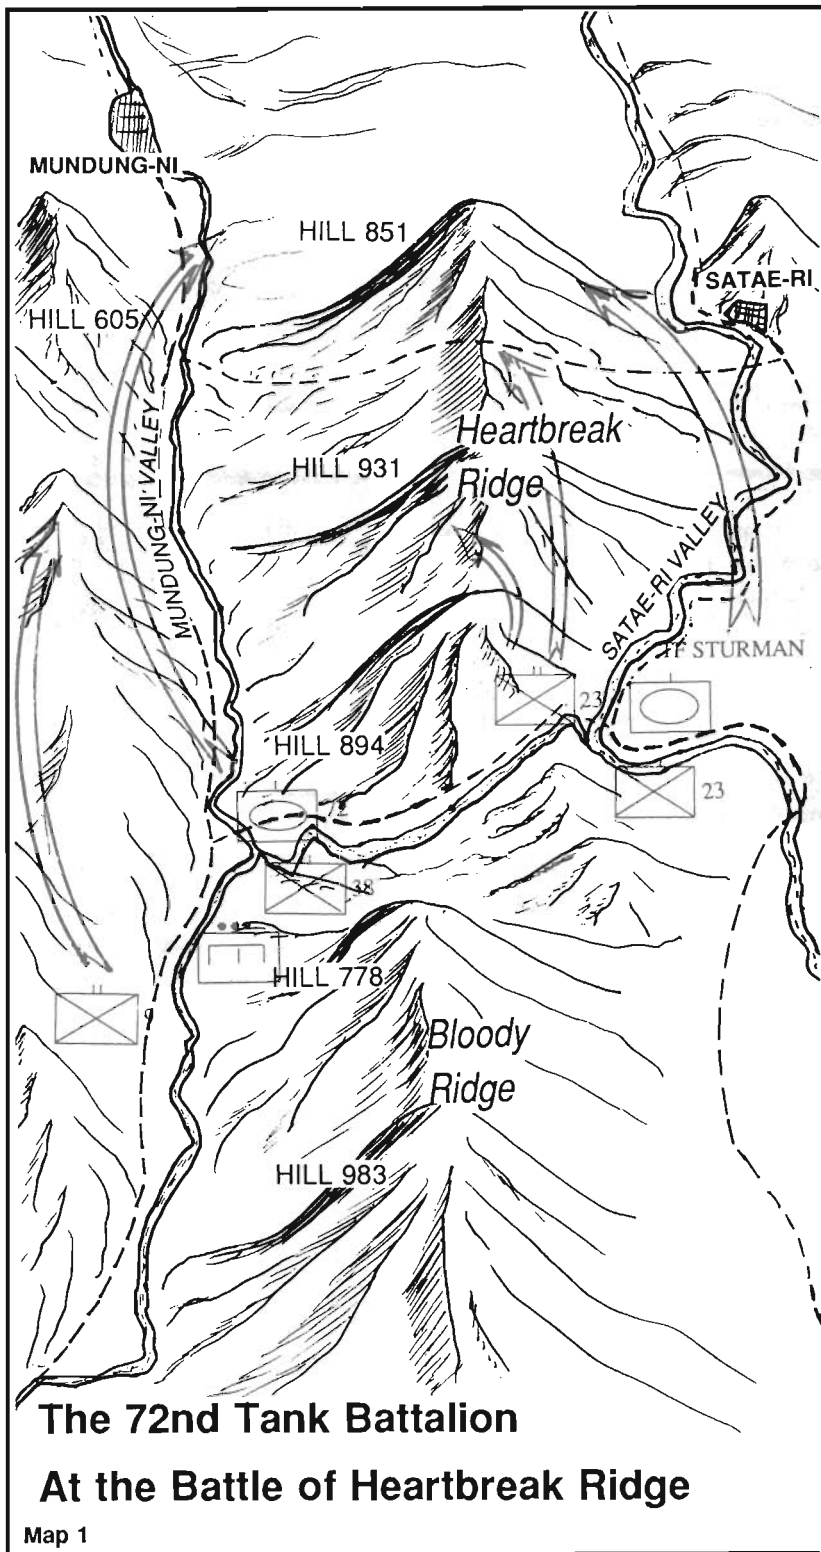 MUNDUNG-NI
HILL 851
SATAE-RI
HILL 605
MUNDUNG-NI VALLEY
Heartbreak
Ridge
HILL 931
SATAE-RI VALLEY
TF STURMAN
23
HILL 894
72
23
38
HILL 778
Bloody
Ridge
HILL 983
The 72nd Tank Battalion
At the Battle of Heartbreak Ridge
Map 1